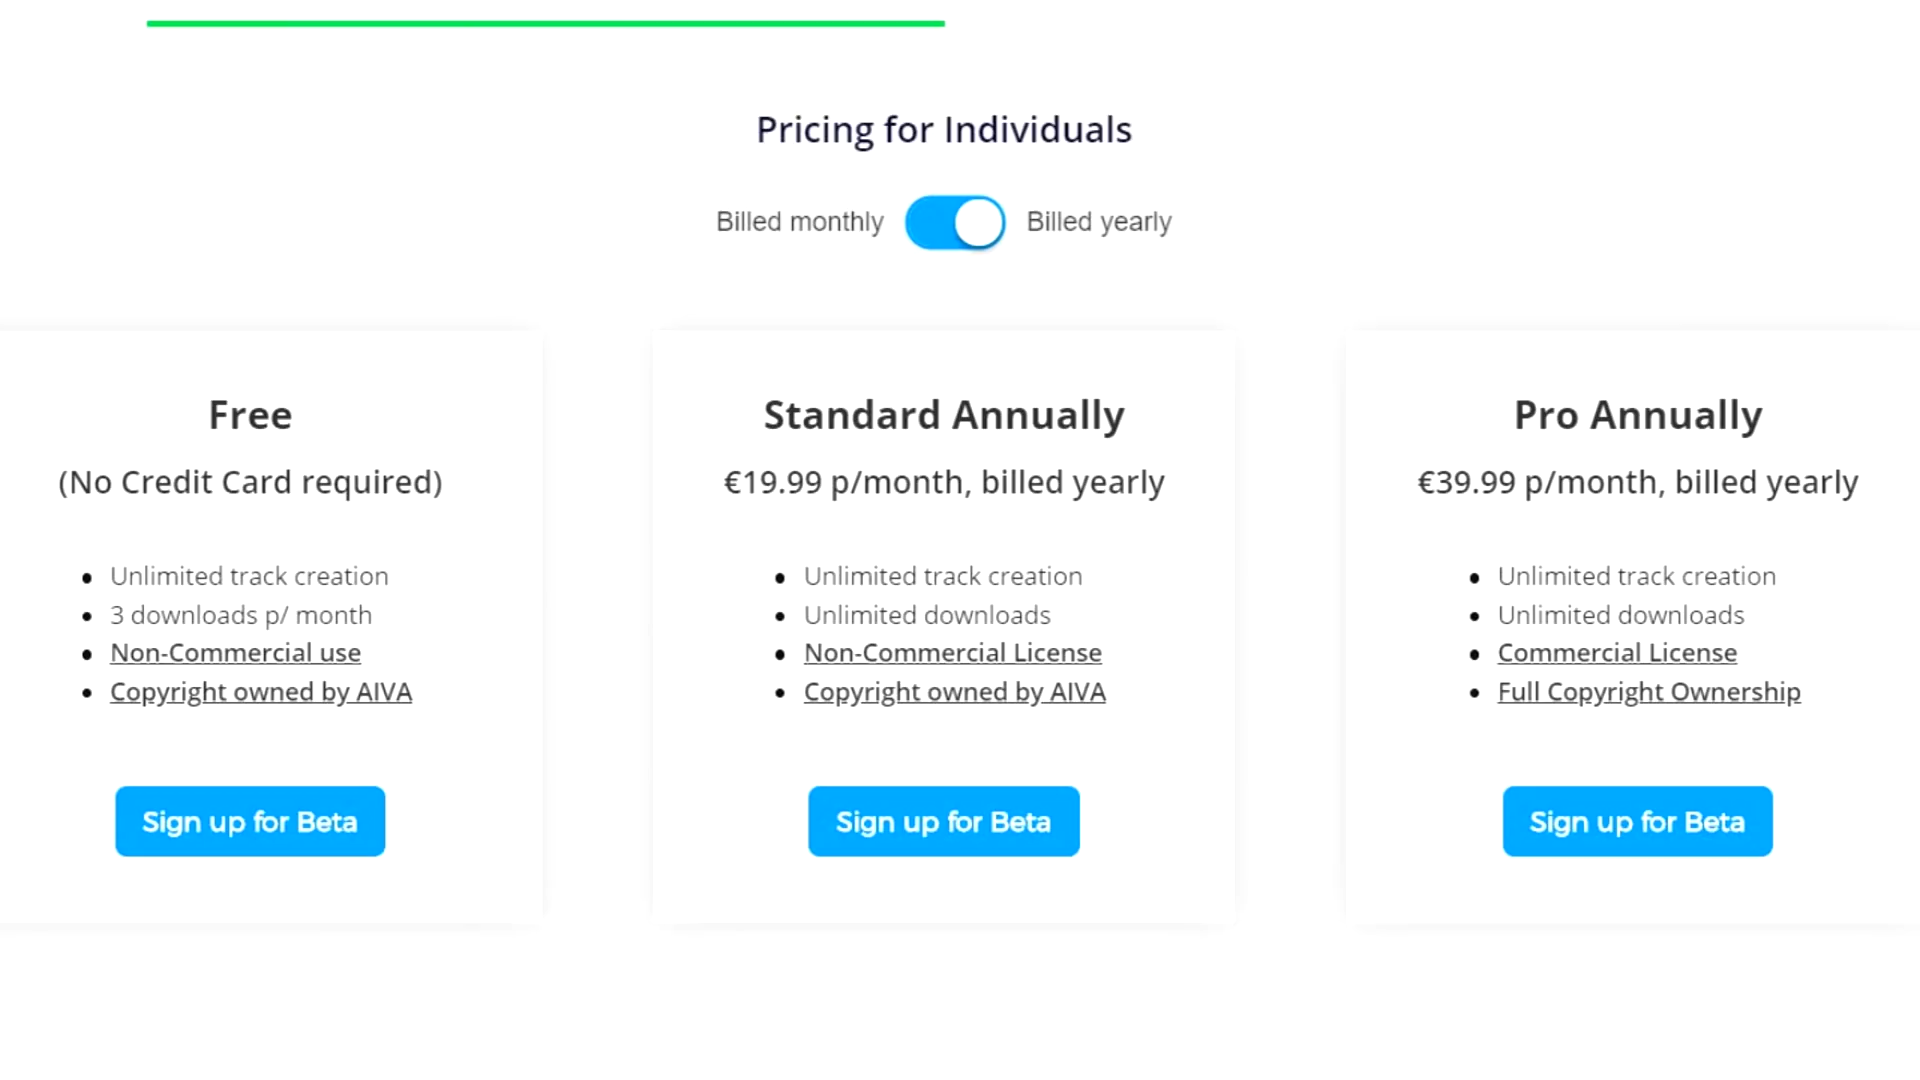 Pricing for Individuals
Billed monthly
Billed yearly
Free
(No Credit Card required)
Unlimited track creation
3 downloads p/ month
Non-Commercial use
Copyright owned by AIVA
Sign up for Beta
Standard Annually
€19.99 p/month, billed yearly
Unlimited track creation
Unlimited downloads
Non-Commercial License
Copyright owned by AIVA
Sign up for Beta
Pro Annually
€39.99 p/month, billed yearly
Unlimited track creation
Unlimited downloads
Commercial License
Full Copyright Ownership
Sign up for Beta